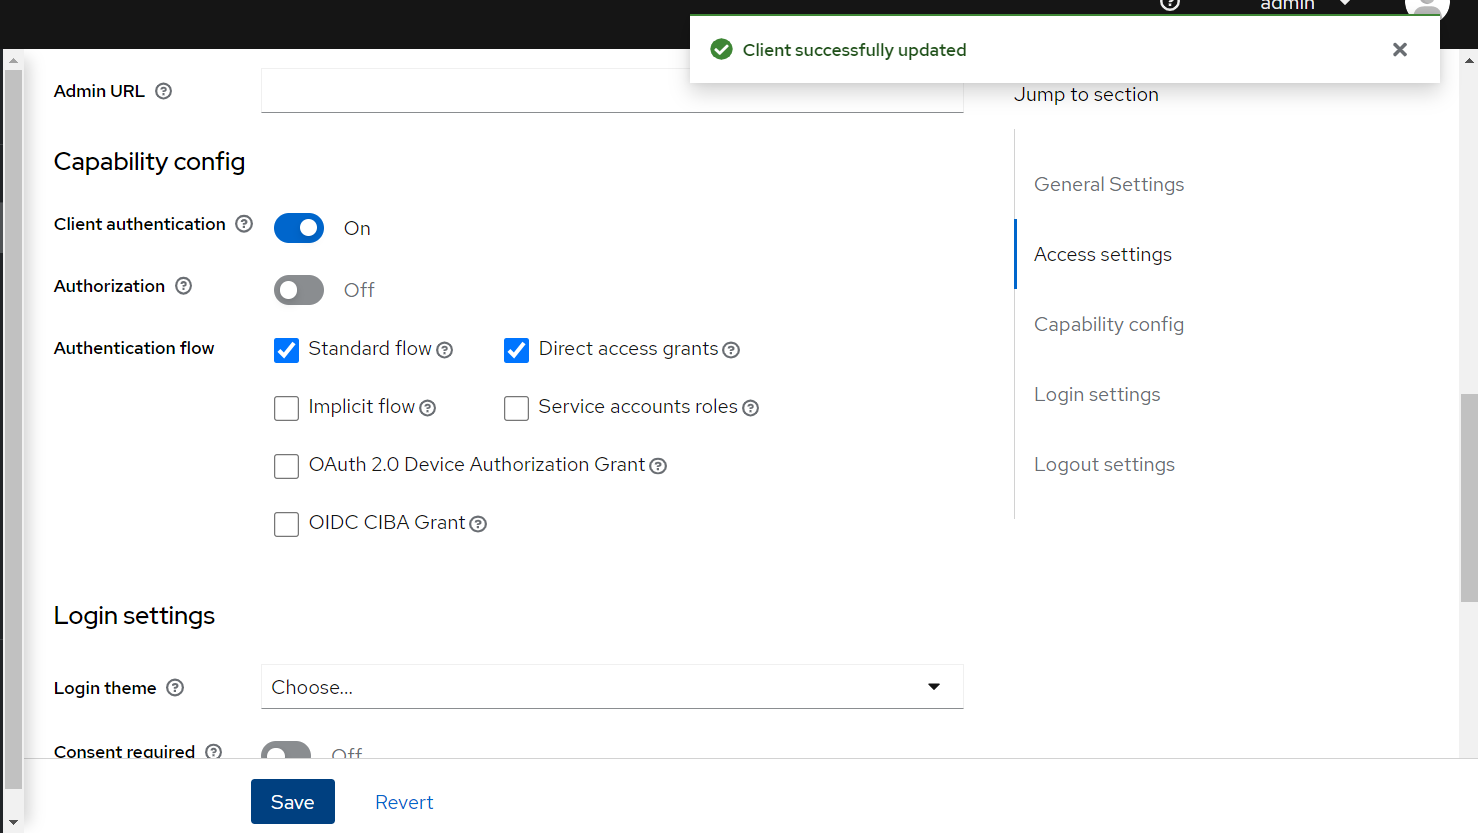 admin
Client successfully updated
Admin URL
Jump to section
Capability config
General Settings
Client authentication
On
Access settings
Authorization
Off
Capability config
Authentication flow
Standard flow
Direct access grants
Implicit flow
Service accounts roles
Login settings
OAuth 2.0 Device Authorization Grant
Logout settings
OIDC CIBA Grant
Login settings
Login theme
Choose...
Consent required
Off
Save
Revert